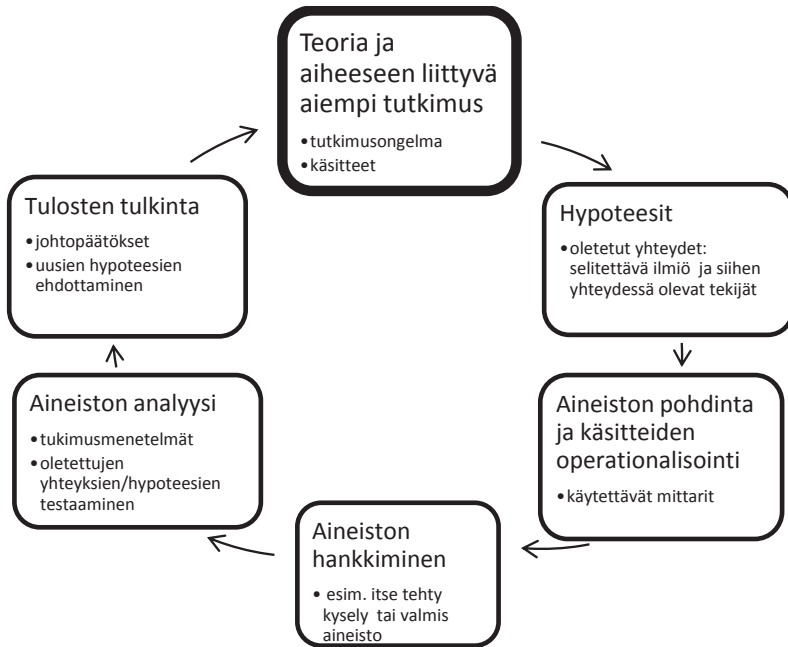 Teoria ja
aiheeseen liittyvä
aiempi tutkimus
•tutkimusongelma
•käsitteet
Hypoteesit
•oletetut yhteydet:
selitettävä ilmiö ja siihen
yhteydessä olevat tekijät
Aineiston pohdinta
ja käsitteiden
operationalisointi
•käytettävät mittarit
Aineiston
hankkiminen
• esim. itse tehty
kysely tai valmis
aineisto
Aineiston analyysi
•tukimusmenetelmät
•oletettujen
yhteyksien/hypoteesien
testaaminen
Tulosten tulkinta
•johtopäätökset
•uusien hypoteesien
ehdottaminen